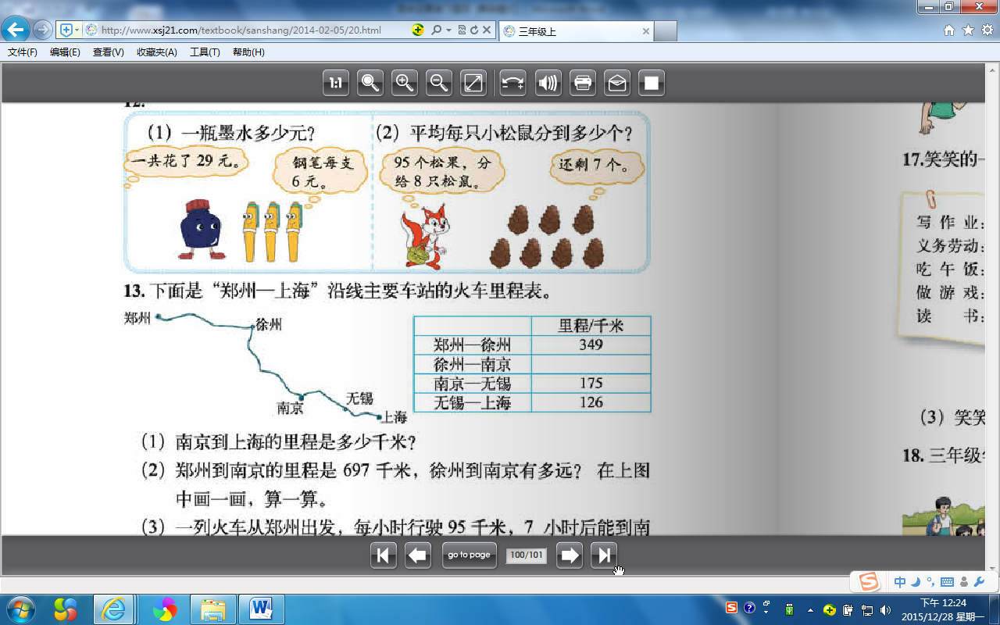 http://www.xsj21.com/textbook/sanshang/2014-02-05/20.html
三年级上
文件(F) 编辑(E) 查看(V) 收藏夹(A) 工具(T) 帮助(H)
1:1
12.
(1) 一瓶墨水多少元?
(2) 平均每只小松鼠分到多少个?
一共花了 29 元。
钢笔每支
6 元。
95 个松果，分
给 8 只松鼠。
还剩 7 个。
13. 下面是“郑州—上海”沿线主要车站的火车里程表。
郑州
徐州
南京
无锡
上海
里程/千米
郑州—徐州 349
徐州—南京
南京—无锡 175
无锡—上海 126
(1) 南京到上海的里程是多少千米?
(2) 郑州到南京的里程是 697 千米，徐州到南京有多远? 在上图
中画一画，算一算。
(3) 一列火车从郑州出发，每小时行驶 95 千米，7 小时后能到南
17.笑笑的一
写 作 业:
义务劳动:
吃 午 饭:
做 游 戏:
读 书:
(3) 笑笑
18. 三年级
go to page
100/101
中
下午 12:24
2015/12/28 星期一